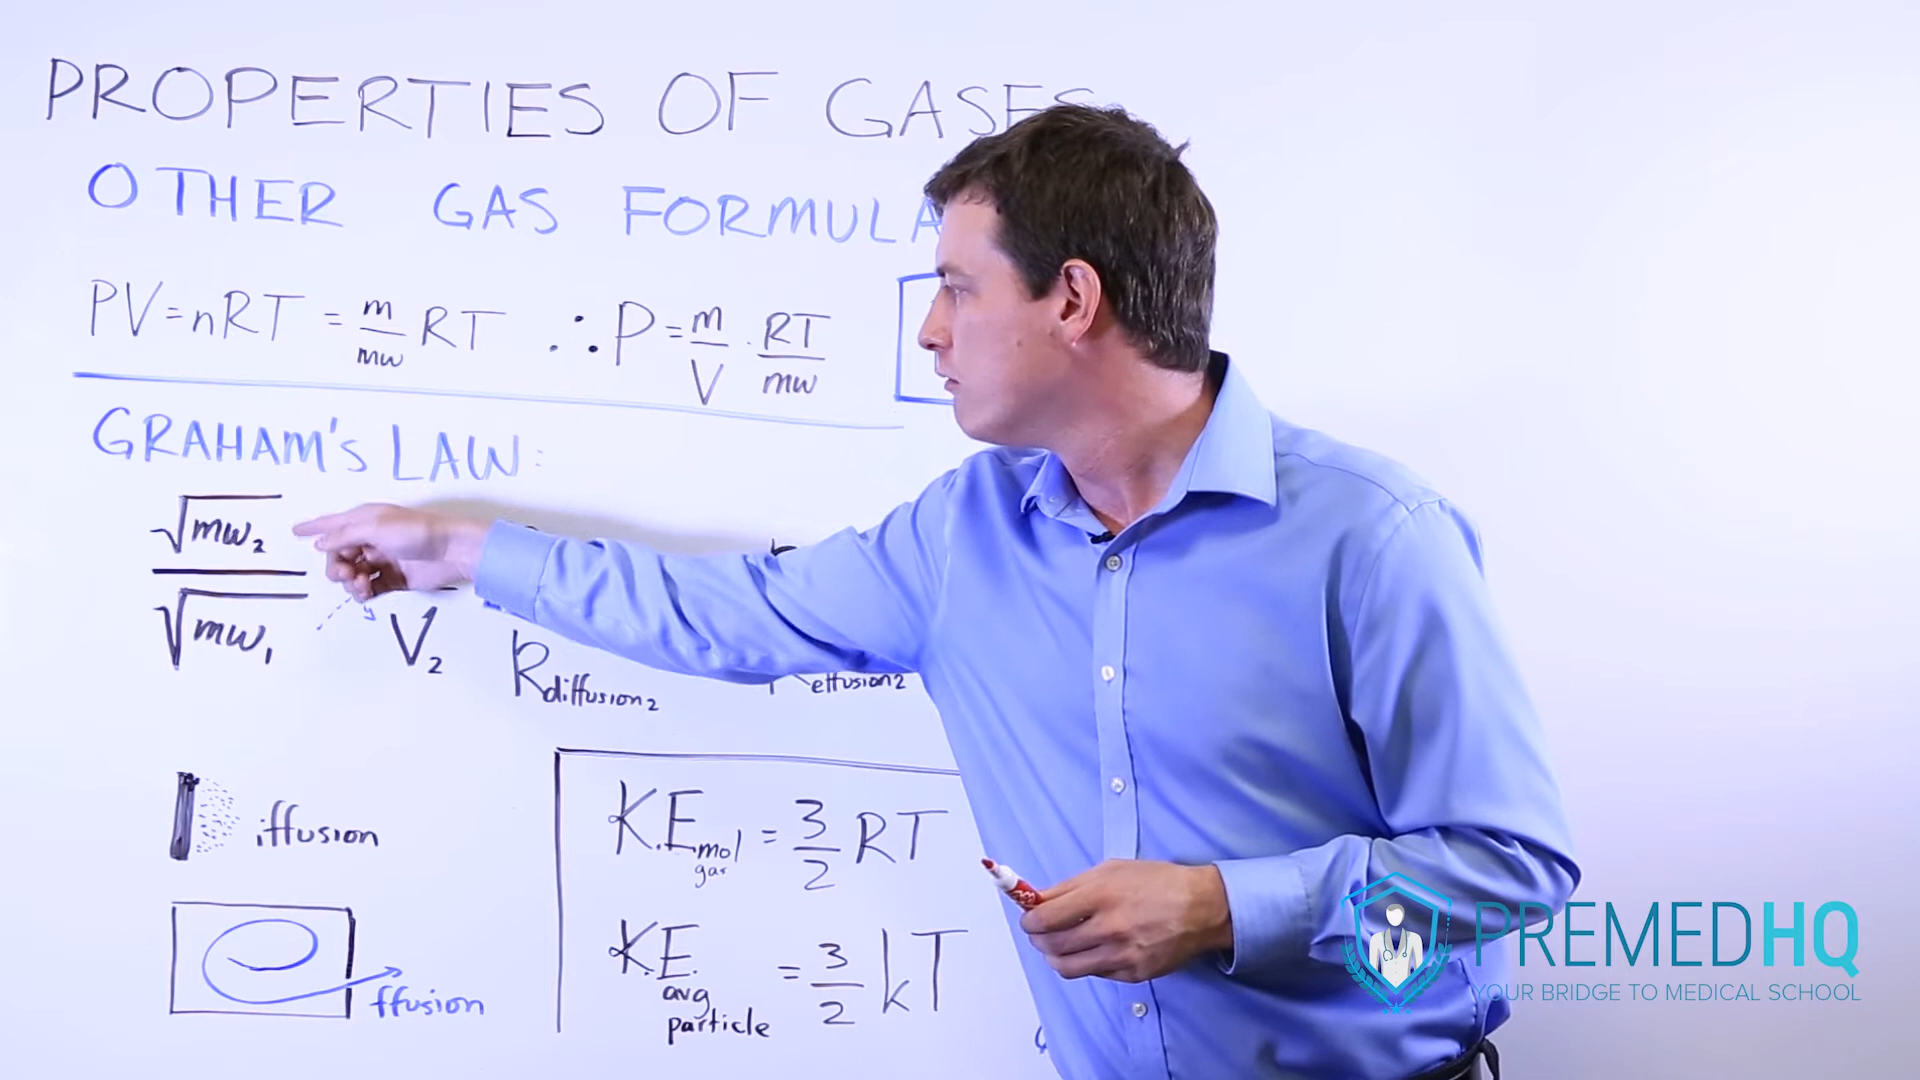 PROPERTIES OF GASES
OTHER GAS FORMULA
PV = nRT = m/mw RT ∴ P = m/V · RT/mw
GRAHAM'S LAW:
√mw₂
√mw₁
V₂
Rdiffusion₂
Reffusion₂
iffusion
ffusion
K.E.mol gas = 3/2 RT
K.E. avg particle = 3/2 kT
PREMEDHQ
YOUR BRIDGE TO MEDICAL SCHOOL